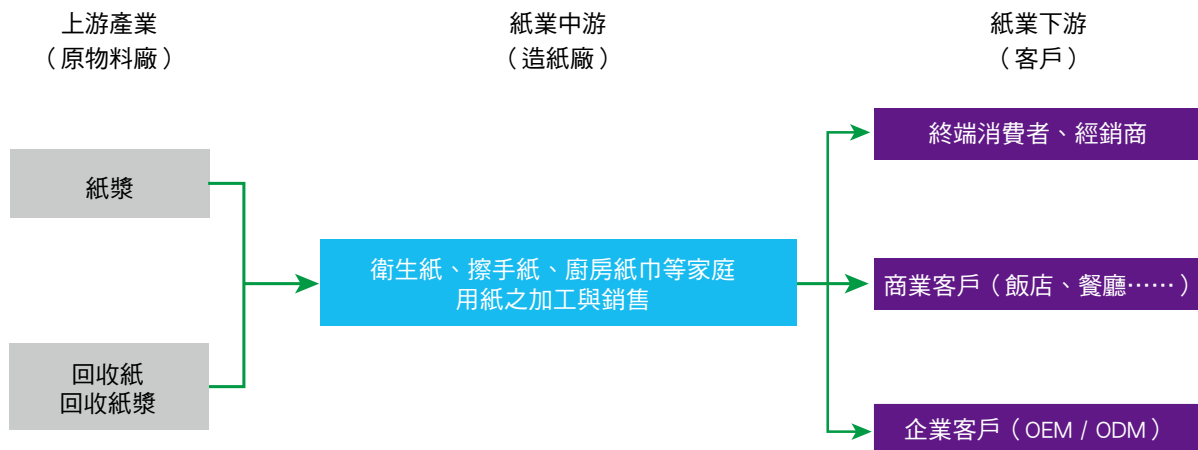 上游產業
（原物料廠）
紙業中游
（造紙廠）
紙業下游
（客戶）
紙漿
回收紙
回收紙漿
衛生紙、擦手紙、廚房紙巾等家庭
用紙之加工與銷售
終端消費者、經銷商
商業客戶（飯店、餐廳……）
企業客戶（OEM / ODM）